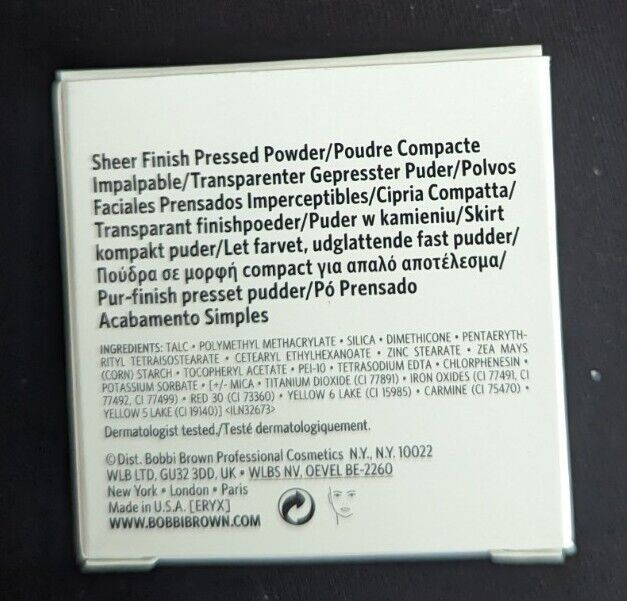 Sheer Finish Pressed Powder/Poudre Compacte
Impalpable/Transparenter Gepresster Puder/Polvos
Faciales Prensados Imperceptibles/Cipria Compatta/
Transparant finishpoeder/Puder w kamieniu/Skirt
kompakt puder/Let farvet, udglattende fast pudder/
Πούδρα σε μορφή compact για απαλό αποτέλεσμα/
Pur-finish presset pudder/Pó Prensado
Acabamento Simples
INGREDIENTS: TALC • POLYMETHYL METHACRYLATE • SILICA • DIMETHICONE • PENTAERYTH-
RITYL TETRAISOSTEARATE • CETEARYL ETHYLHEXANOATE • ZINC STEARATE • ZEA MAYS
(CORN) STARCH • TOCOPHERYL ACETATE • PEI-10 • TETRASODIUM EDTA • CHLORPHENESIN •
POTASSIUM SORBATE • [+/- MICA • TITANIUM DIOXIDE (CI 77891) • IRON OXIDES (CI 77491, CI
77492, CI 77499) • RED 30 (CI 73360) • YELLOW 6 LAKE (CI 15985) • CARMINE (CI 75470) •
YELLOW 5 LAKE (CI 19140)] <ILN32673>
Dermatologist tested./Testé dermatologiquement.
© Dist. Bobbi Brown Professional Cosmetics N.Y., N.Y. 10022
WLB LTD, GU32 3DD, UK • WLBS NV, OEVEL BE-2260
New York • London • Paris
Made in U.S.A. [ERYX]
WWW.BOBBIBROWN.COM